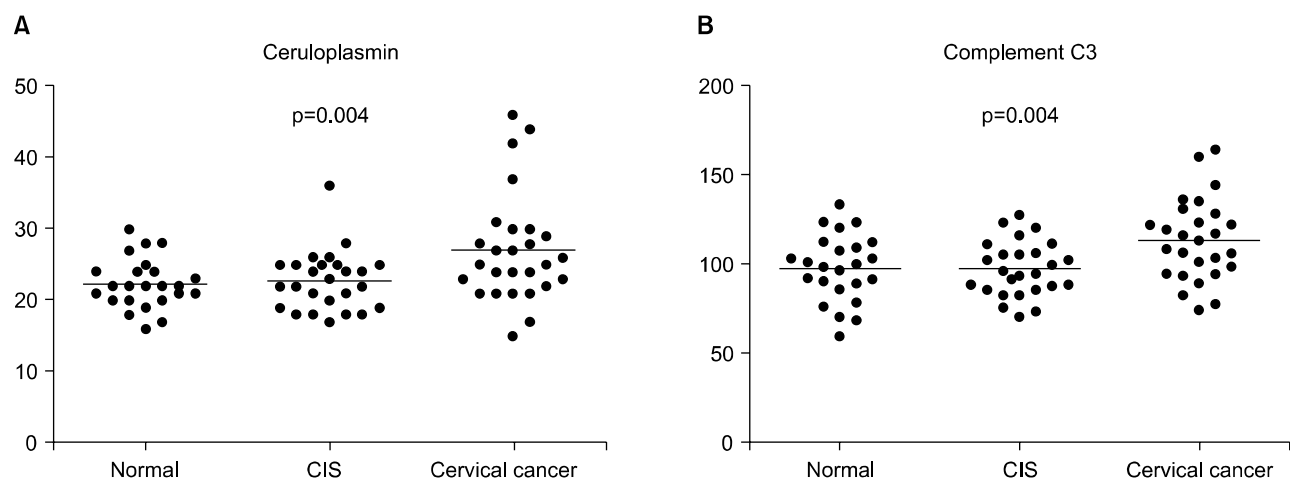 A
Ceruloplasmin
p=0.004
50
40
30
20
10
0
Normal CIS Cervical cancer
B
Complement C3
p=0.004
200
150
100
50
0
Normal CIS Cervical cancer